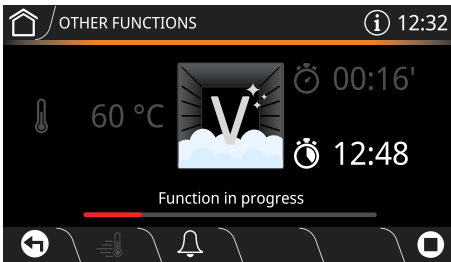 OTHER FUNCTIONS
i 12:32
00:16'
60 °C
V
12:48
Function in progress